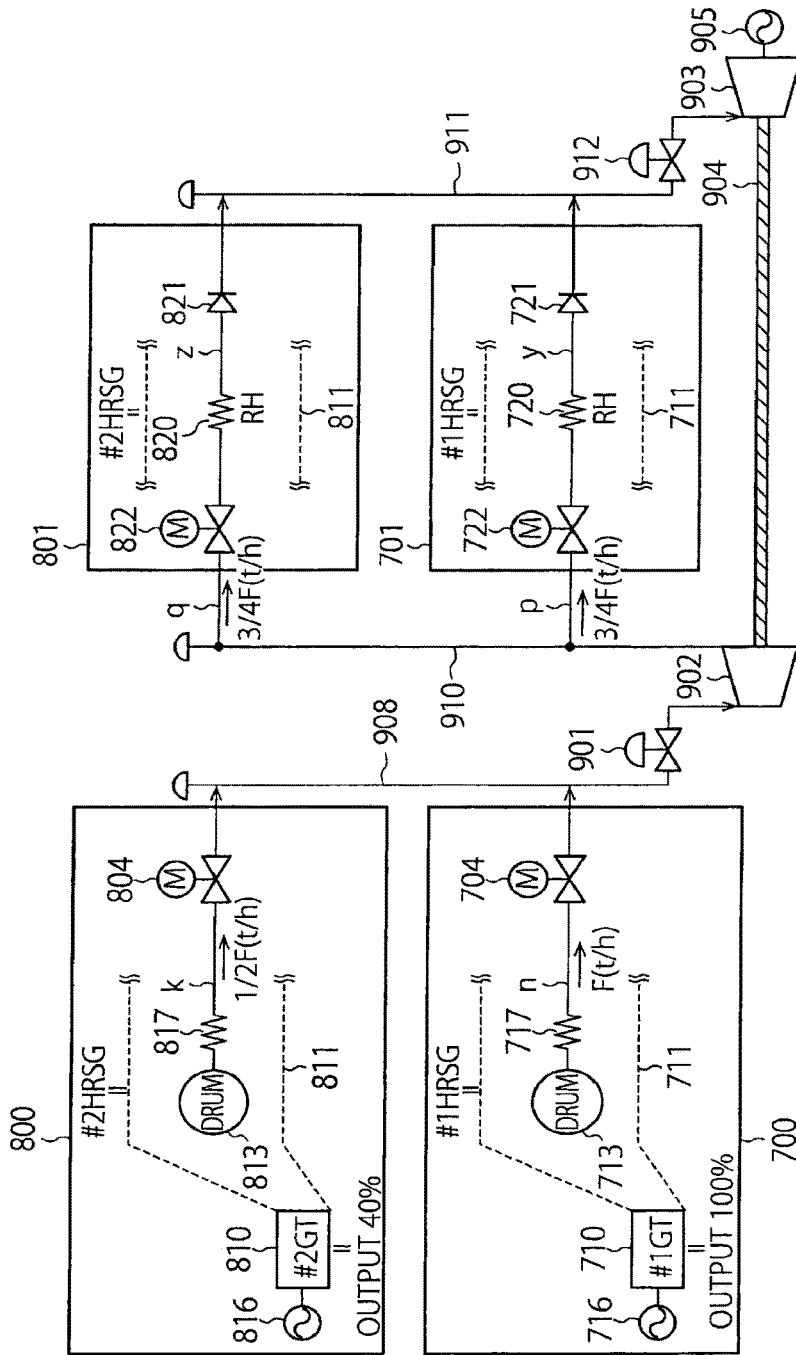 800
#2HRSG
810
816
#2GT
OUTPUT 40%
DRUM
813
817
k
1/2F(t/h)
804
M
811
908
#1HRSG
710
716
#1GT
OUTPUT 100%
DRUM
713
717
n
F(t/h)
704
M
711
700
901
902
910
801
#2HRSG
822
M
q
3/4F(t/h)
820
RH
z
821
811
701
#1HRSG
722
M
p
3/4F(t/h)
720
RH
y
721
711
911
912
903
904
905